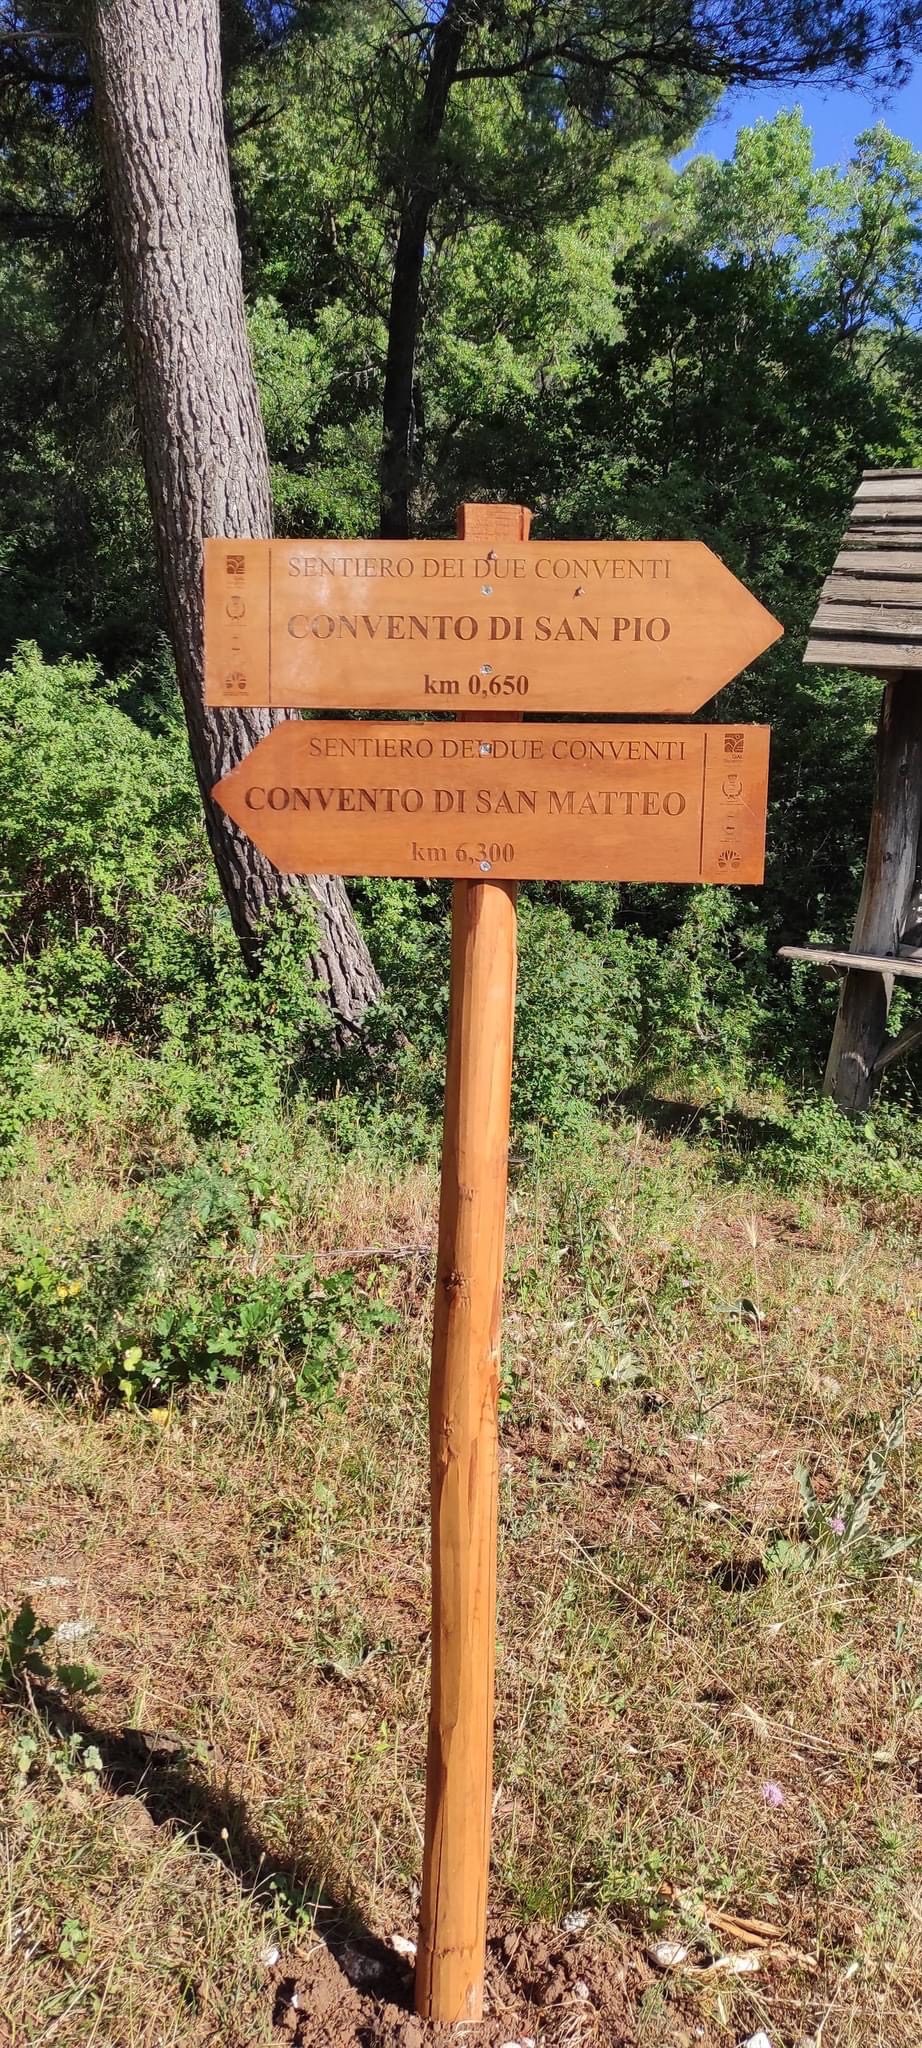 SENTIERO DEI DUE CONVENTI
CONVENTO DI SAN PIO
km 0,650
SENTIERO DEI DUE CONVENTI
CONVENTO DI SAN MATTEO
km 6,300
GAL